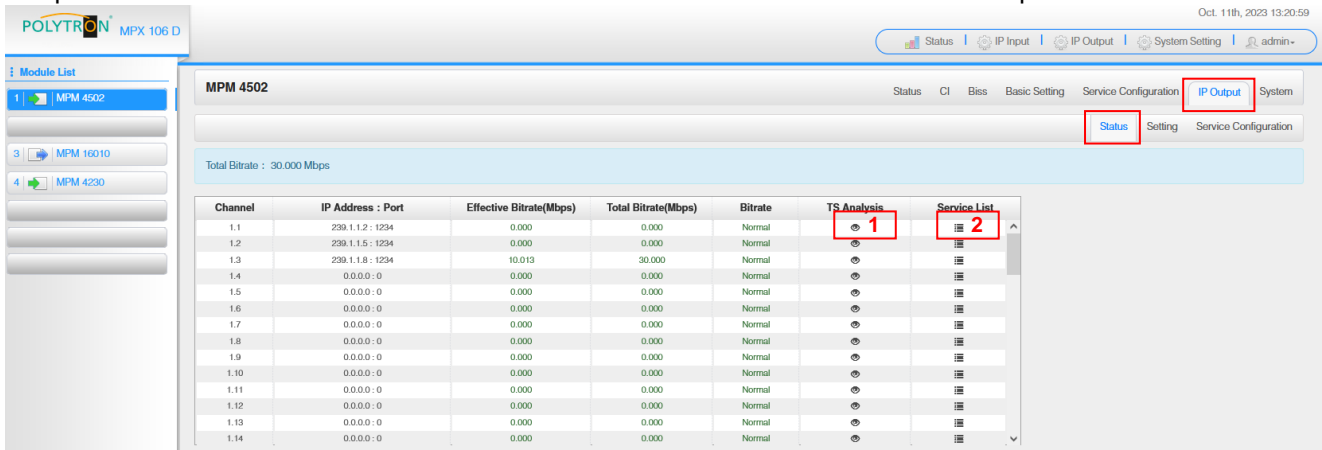 Oct. 11th, 2023 13:20:59
POLYTRON MPX 106 D
Status | IP Input | IP Output | System Setting | admin
Module List
1 MPM 4502
3 MPM 16010
4 MPM 4230
MPM 4502 Status CI Biss Basic Setting Service Configuration IP Output System
Status Setting Service Configuration
Total Bitrate : 30.000 Mbps
Channel IP Address : Port Effective Bitrate(Mbps) Total Bitrate(Mbps) Bitrate TS Analysis Service List
1.1 239.1.1.2 : 1234 0.000 0.000 Normal 1 2
1.2 239.1.1.5 : 1234 0.000 0.000 Normal
1.3 239.1.1.8 : 1234 10.013 30.000 Normal
1.4 0.0.0.0 : 0 0.000 0.000 Normal
1.5 0.0.0.0 : 0 0.000 0.000 Normal
1.6 0.0.0.0 : 0 0.000 0.000 Normal
1.7 0.0.0.0 : 0 0.000 0.000 Normal
1.8 0.0.0.0 : 0 0.000 0.000 Normal
1.9 0.0.0.0 : 0 0.000 0.000 Normal
1.10 0.0.0.0 : 0 0.000 0.000 Normal
1.11 0.0.0.0 : 0 0.000 0.000 Normal
1.12 0.0.0.0 : 0 0.000 0.000 Normal
1.13 0.0.0.0 : 0 0.000 0.000 Normal
1.14 0.0.0.0 : 0 0.000 0.000 Normal